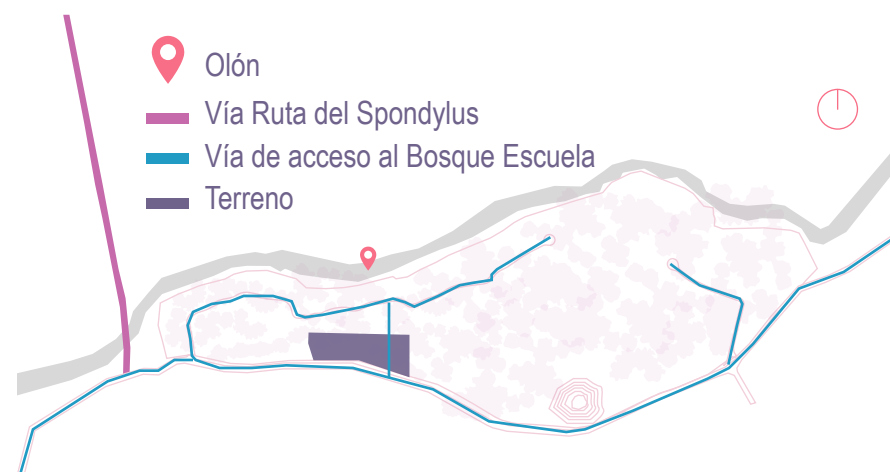 Olón
Vía Ruta del Spondylus
Vía de acceso al Bosque Escuela
Terreno